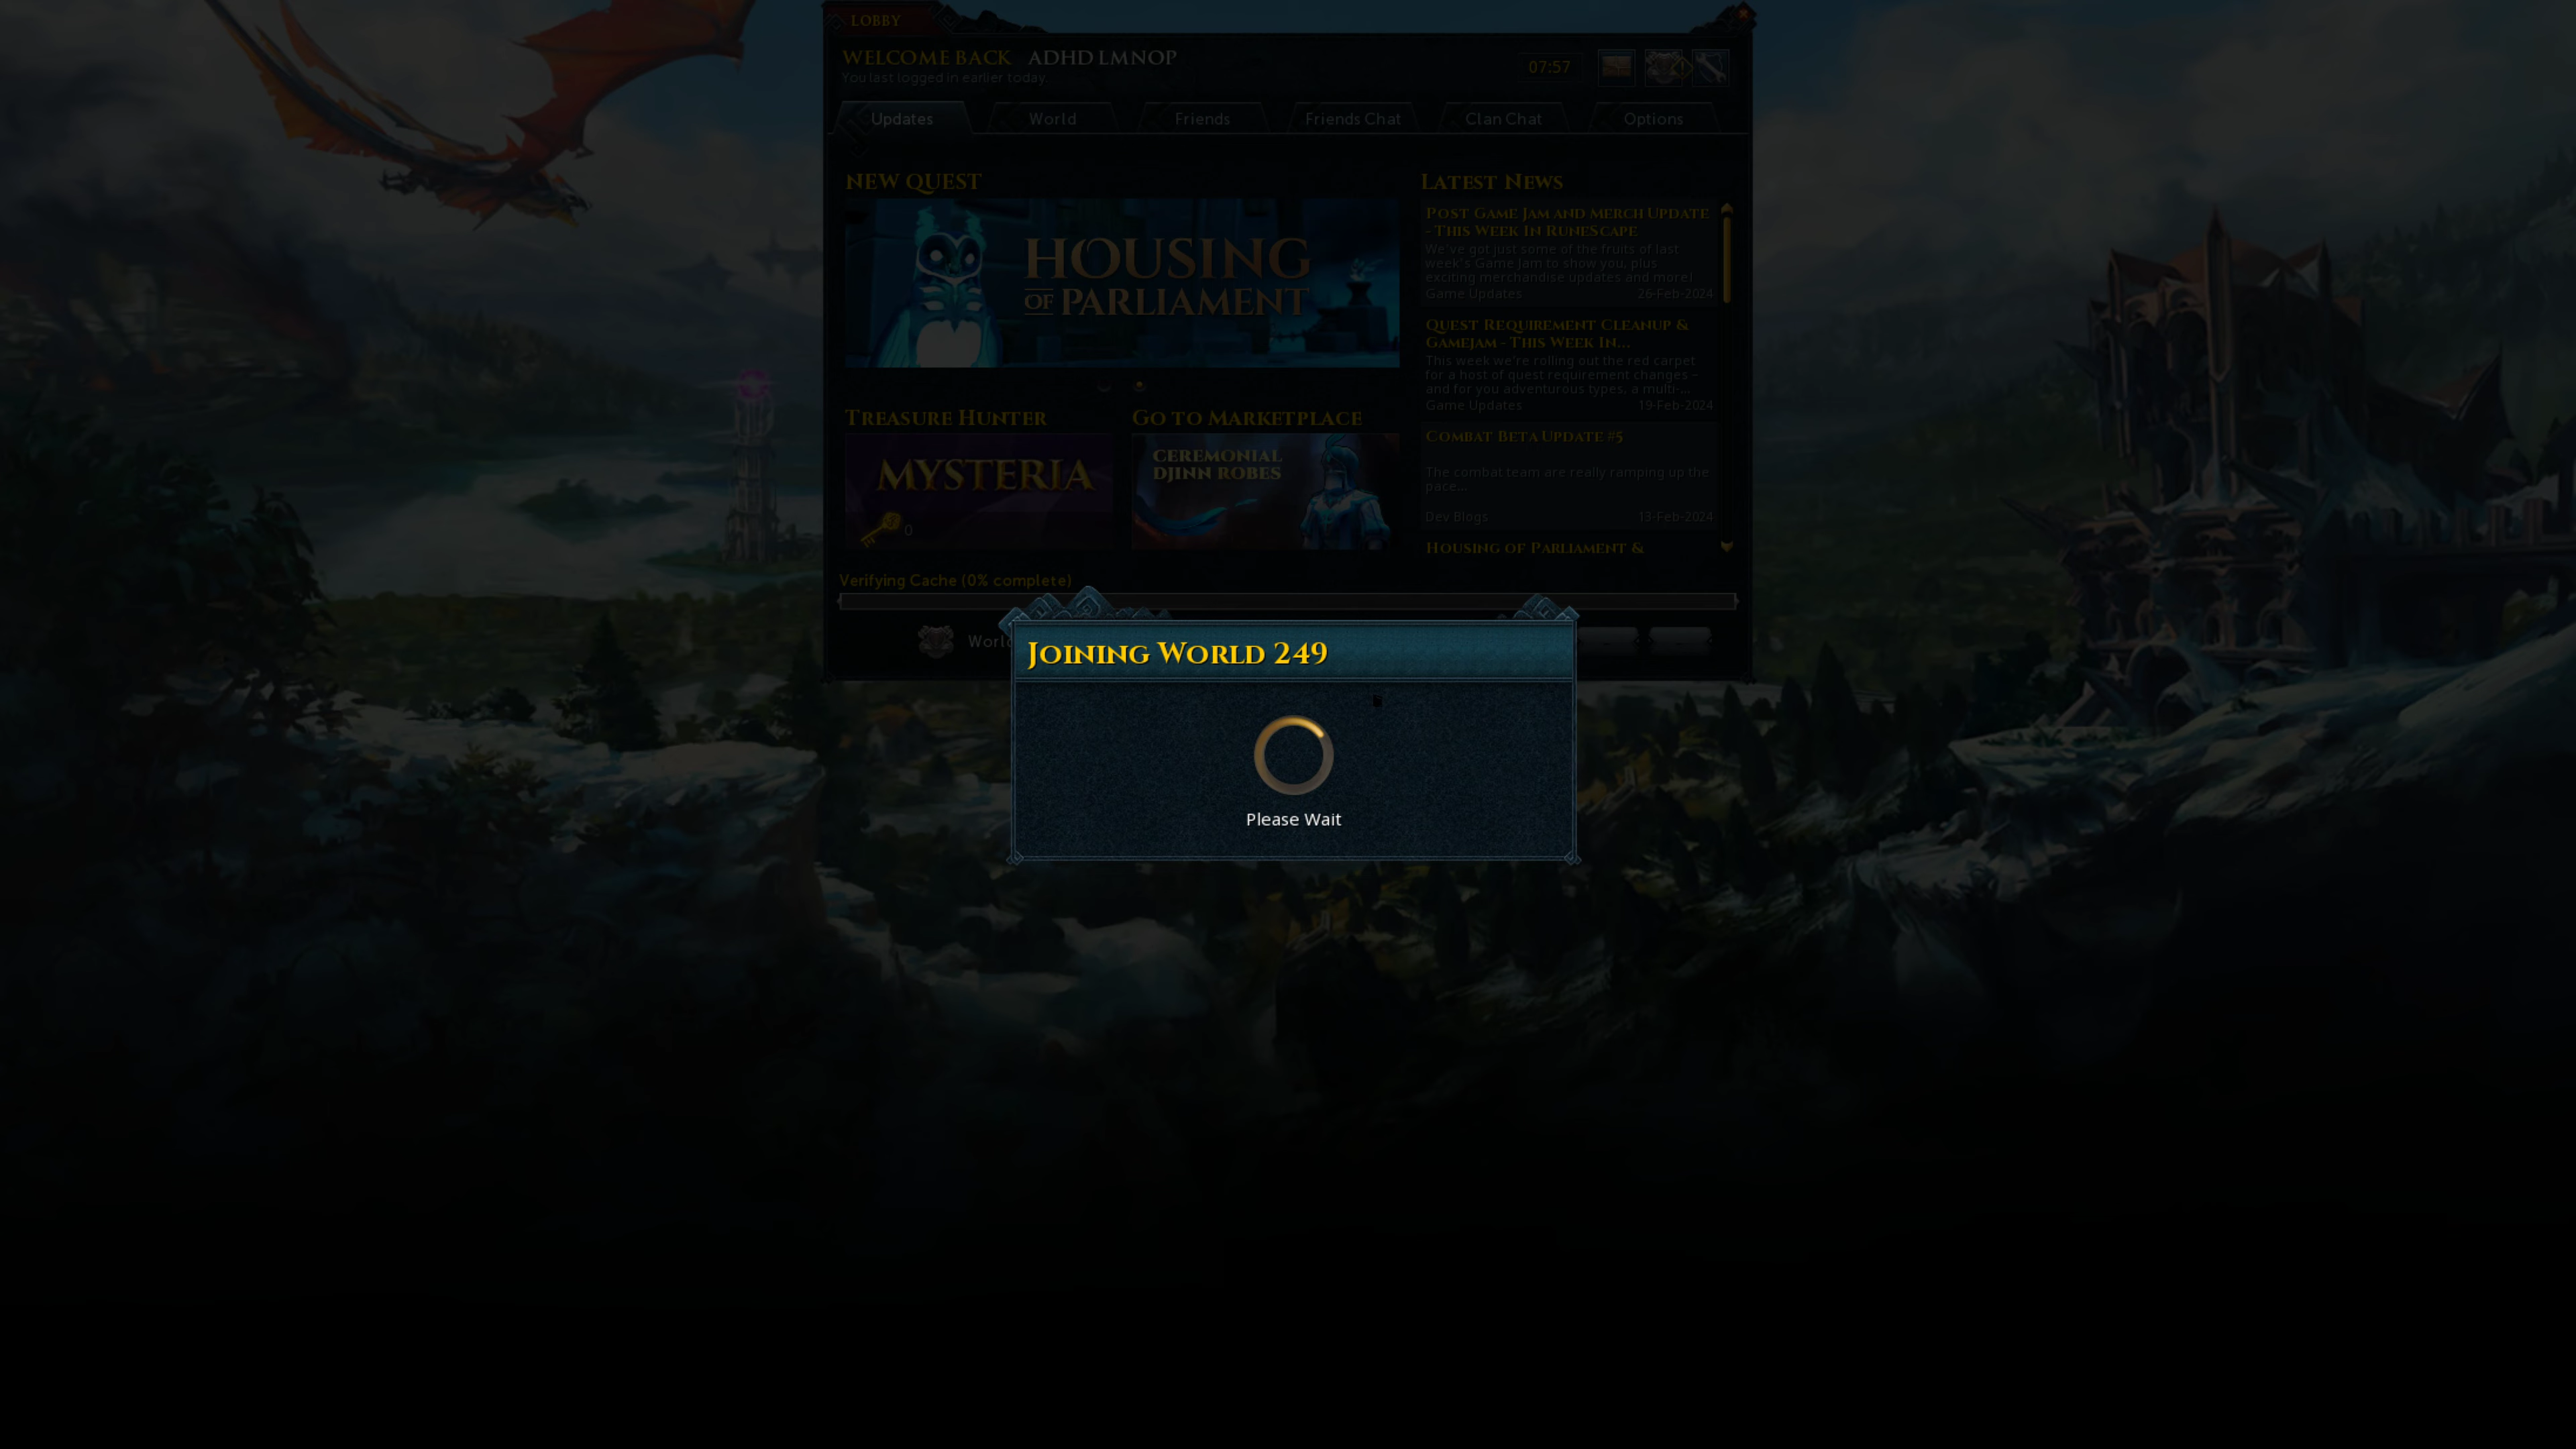 LOBBY
WELCOME BACK ADHD LMNOP
You last logged in earlier today.
07:57
Updates
World
Friends
Friends Chat
Clan Chat
Options
NEW QUEST
HOUSING
OF PARLIAMENT
TREASURE HUNTER
MYSTERIA
0
GO TO MARKETPLACE
CEREMONIAL
DJINN ROBES
LATEST NEWS
POST GAME JAM AND MERCH UPDATE
- THIS WEEK IN RUNESCAPE
We've got just some of the fruits of last
week's Game Jam to show you, plus
exciting merchandise updates and more!
Game Updates 26-Feb-2024
QUEST REQUIREMENT CLEANUP &
GAMEJAM - THIS WEEK IN...
This week we're rolling out the red carpet
for a host of quest requirement changes –
and for you adventurous types, a multi-...
Game Updates 19-Feb-2024
COMBAT BETA UPDATE #5
The combat team are really ramping up the
pace...
Dev Blogs 13-Feb-2024
HOUSING OF PARLIAMENT &
Verifying Cache (0% complete)
JOINING WORLD 249
Please Wait